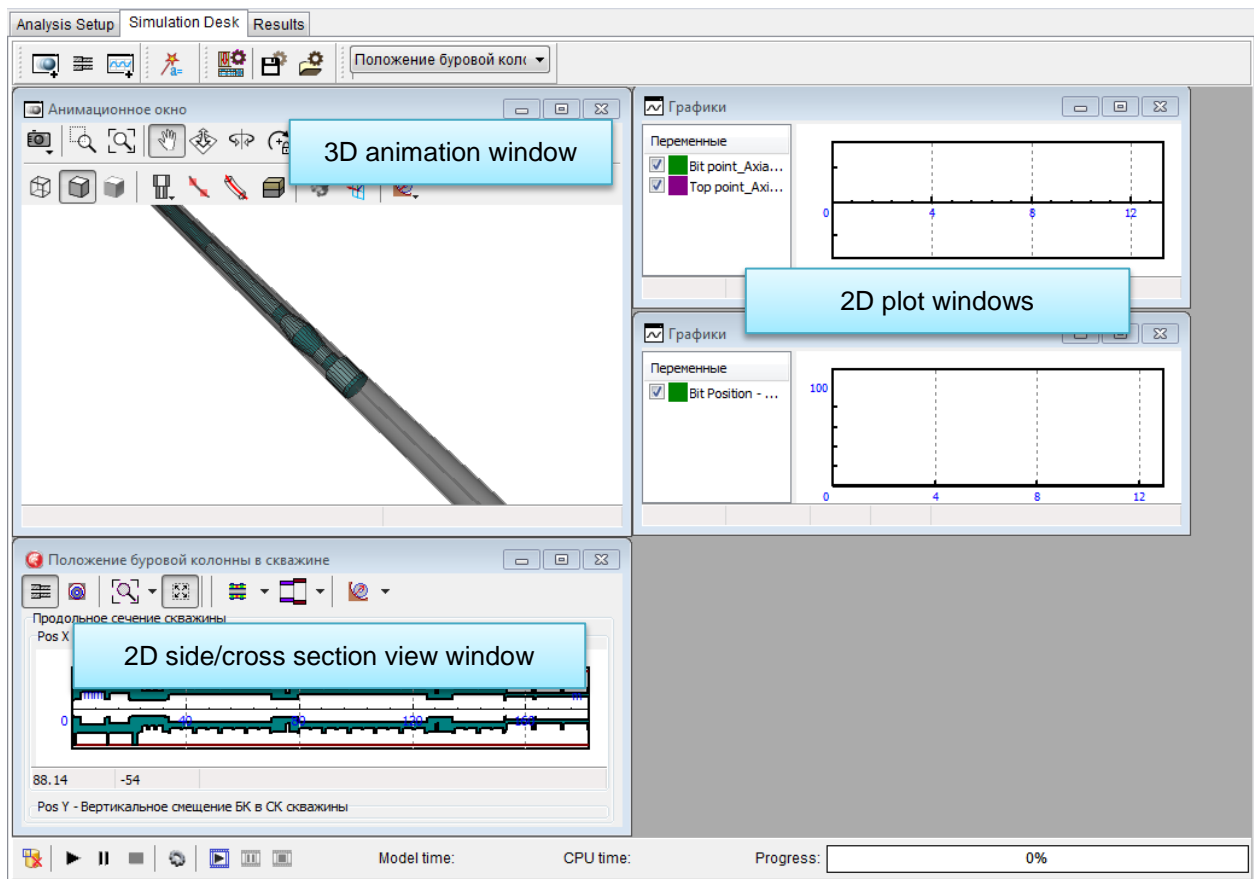 Analysis Setup
Simulation Desk
Results
Положение буровой колс
Анимационное окно
3D animation window
Графики
Переменные
Bit point_Axia...
Top point_Axi...
0
4
8
12
2D plot windows
Графики
Переменные
Bit Position - ...
100
0
4
8
12
Положение буровой колонны в скважине
Продольное сечение скважины
Pos X
2D side/cross section view window
mm
m
0
40
80
120
160
88.14
-54
Pos Y - Вертикальное смещение БК в СК скважины
Model time:
CPU time:
Progress:
0%